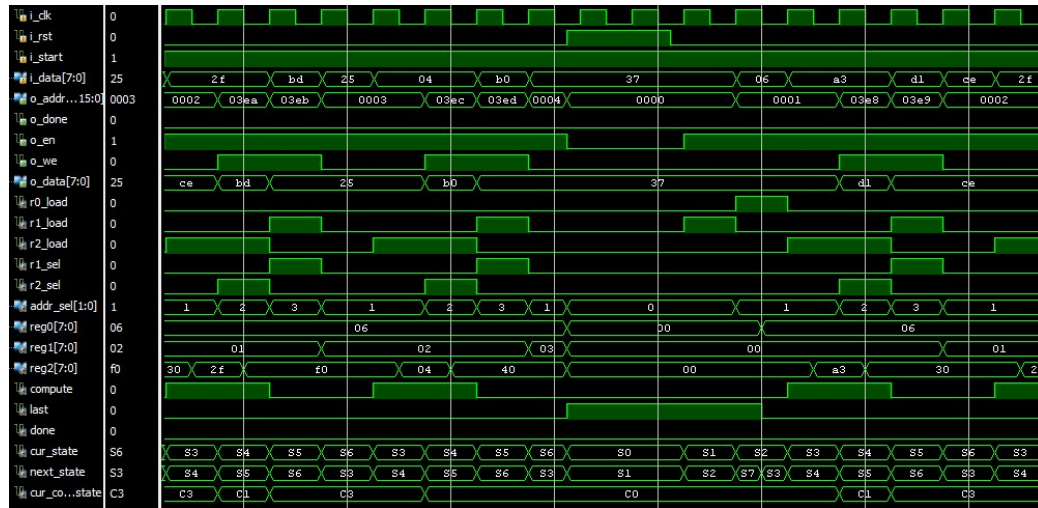 i_clk 0
i_rst 0
i_start 1
i_data[7:0] 25 2f bd 25 04 b0 37 06 a3 d1 ce 2f
o_addr...15:0] 0003 0002 03ea 03eb 0003 03ec 03ed 0004 0000 0001 03e8 03e9 0002
o_done 0
o_en 1
o_we 0
o_data[7:0] 25 ce bd 25 b0 37 d1 ce
r0_load 0
r1_load 0
r2_load 0
r1_sel 0
r2_sel 0
addr_sel[1:0] 1 1 2 3 1 2 3 1 0 1 2 3 1
reg0[7:0] 06 06 00 06
reg1[7:0] 02 01 02 03 00 01
reg2[7:0] f0 30 2f f0 04 40 00 a3 30 2
compute 0
last 0
done 0
cur_state S6 S3 S4 S5 S6 S3 S4 S5 S6 S0 S1 S2 S3 S4 S5 S6 S3
next_state S3 S4 S5 S6 S3 S4 S5 S6 S3 S1 S2 S7 S3 S4 S5 S6 S3 S4
cur_co...state C3 C3 C1 C3 C0 C1 C3